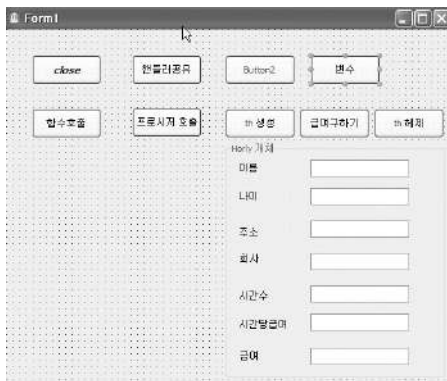 Form1
close 핸들러공유 Button2 변수
함수호출 프로시저 호출 th 생성 급여구하기 th 해제
Horly 객체
이름
나이
주소
회사
시간수
시간당급여
급여